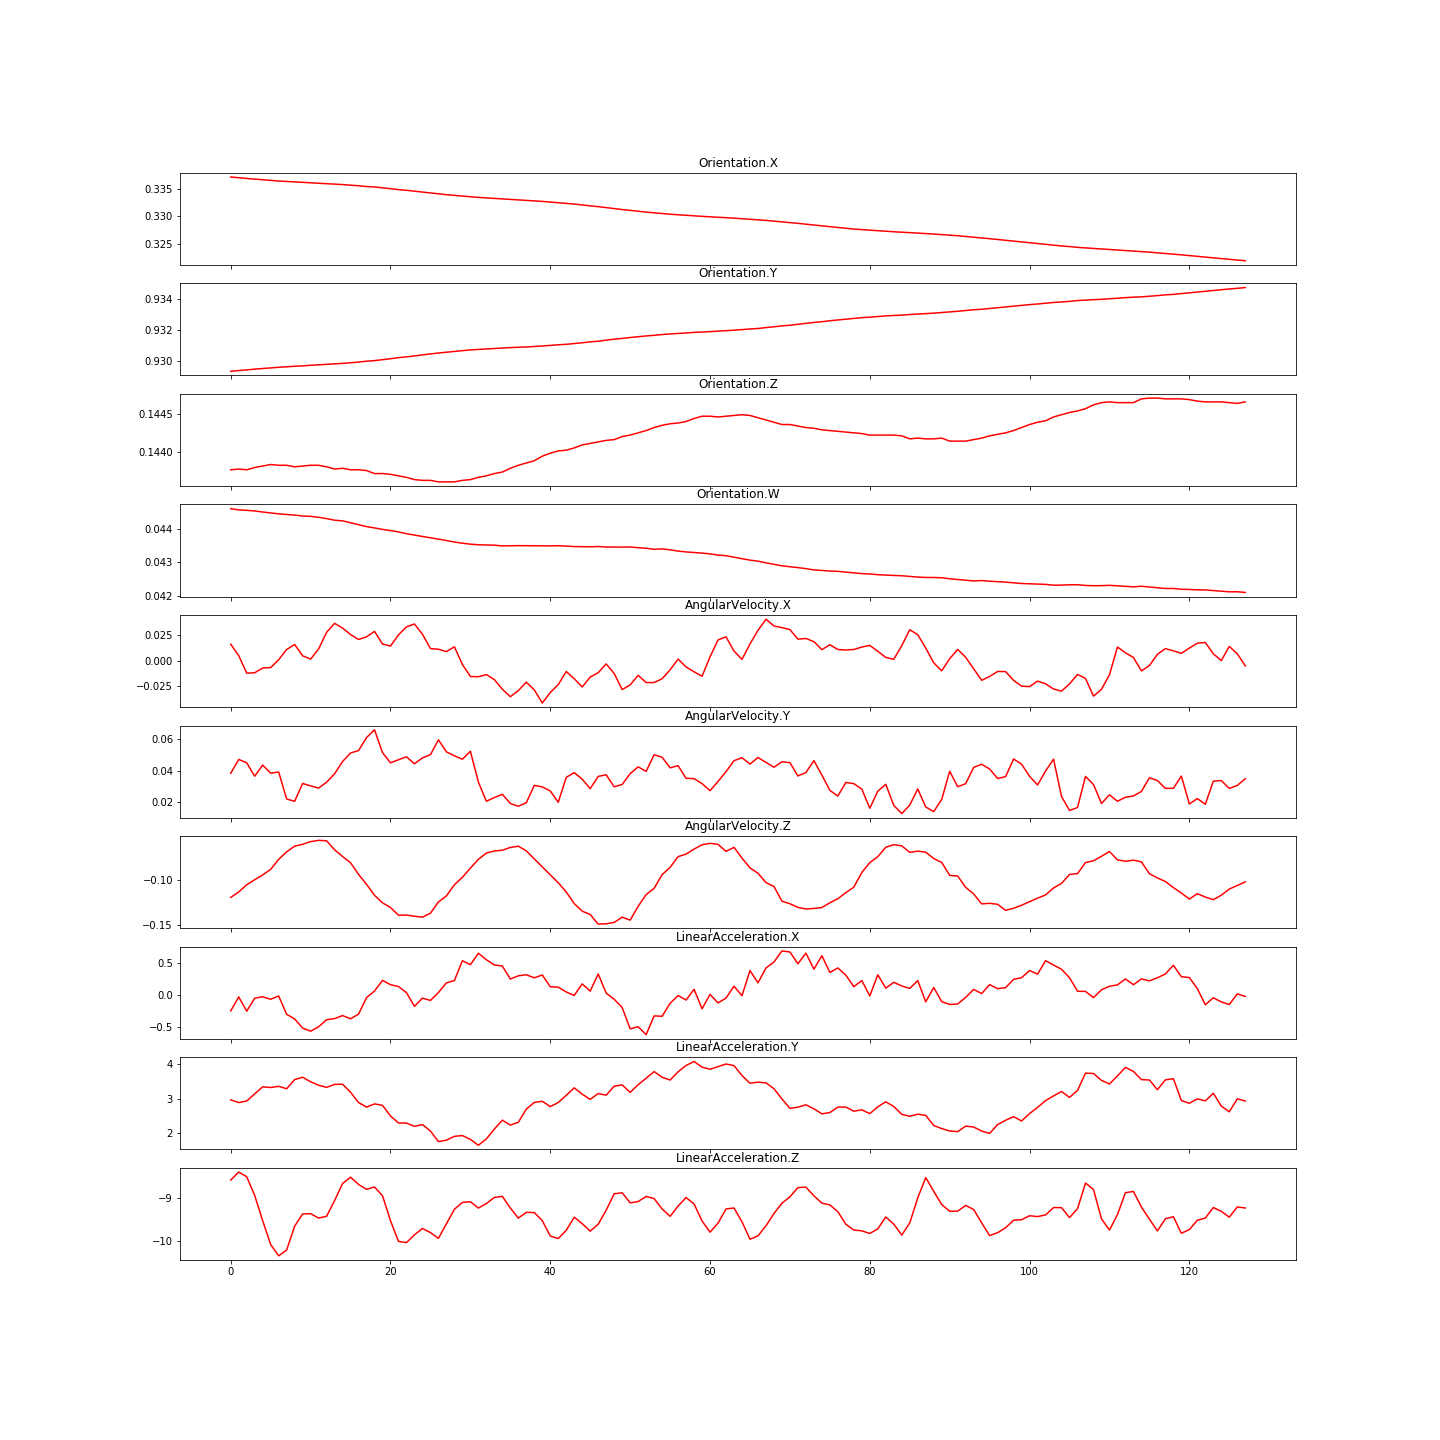 Orientation.X
0.335
0.330
0.325
Orientation.Y
0.934
0.932
0.930
Orientation.Z
0.1445
0.1440
Orientation.W
0.044
0.043
0.042
AngularVelocity.X
0.025
0.000
−0.025
AngularVelocity.Y
0.06
0.04
0.02
AngularVelocity.Z
−0.10
−0.15
LinearAcceleration.X
0.5
0.0
−0.5
LinearAcceleration.Y
4
3
2
LinearAcceleration.Z
−9
−10
0 20 40 60 80 100 120